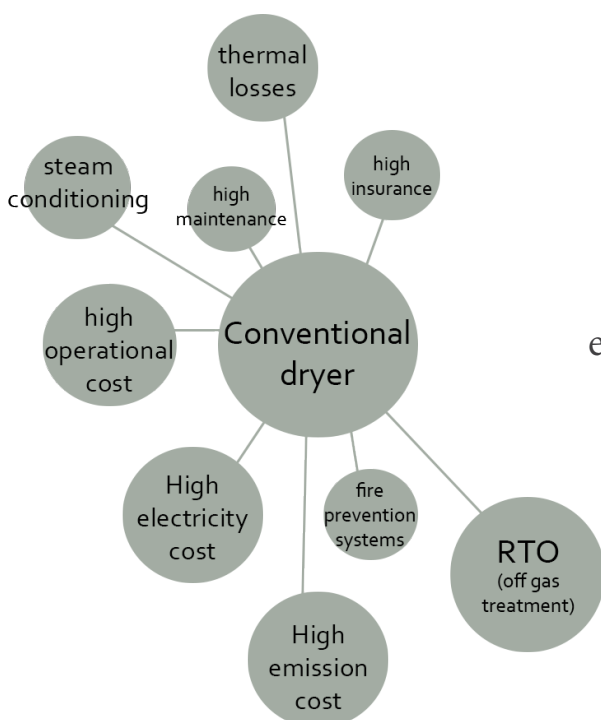 thermal
losses
high
insurance
steam
conditioning
high
maintenance
Conventional
dryer
high
operational
cost
e
High
electricity
cost
fire
prevention
systems
RTO
(off gas
treatment)
High
emission
cost